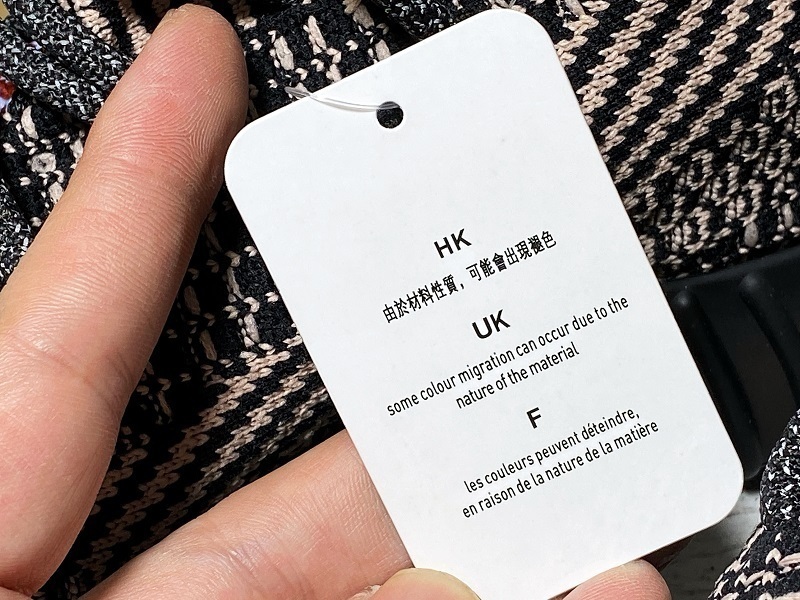 HK
由於材料性質，可能會出現褪色
UK
some colour migration can occur due to the
nature of the material
F
les couleurs peuvent déteindre,
en raison de la nature de la matière